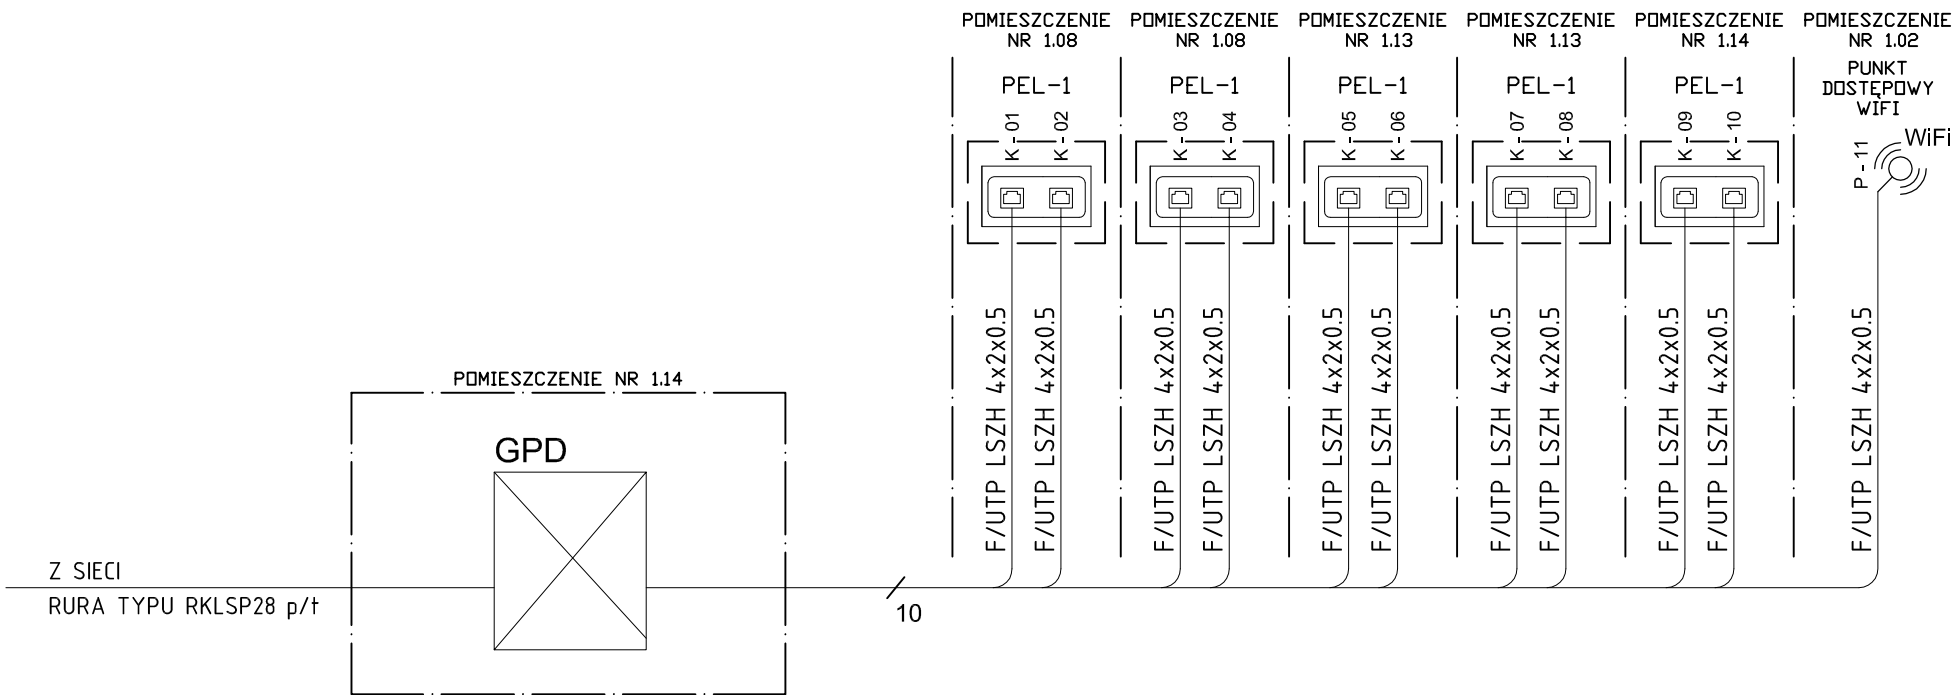 POMIESZCZENIE
NR 1.08
POMIESZCZENIE
NR 1.08
POMIESZCZENIE
NR 1.13
POMIESZCZENIE
NR 1.13
POMIESZCZENIE
NR 1.14
POMIESZCZENIE
NR 1.02
PEL-1
PEL-1
PEL-1
PEL-1
PEL-1
PUNKT
DOSTĘPOWY
WIFI
K - 01
K - 02
K - 03
K - 04
K - 05
K - 06
K - 07
K - 08
K - 09
K - 10
P - 11
WiFi
F/UTP LSZH 4x2x0.5
F/UTP LSZH 4x2x0.5
F/UTP LSZH 4x2x0.5
F/UTP LSZH 4x2x0.5
F/UTP LSZH 4x2x0.5
F/UTP LSZH 4x2x0.5
F/UTP LSZH 4x2x0.5
F/UTP LSZH 4x2x0.5
F/UTP LSZH 4x2x0.5
F/UTP LSZH 4x2x0.5
F/UTP LSZH 4x2x0.5
POMIESZCZENIE NR 1.14
GPD
Z SIECI
RURA TYPU RKLSP28 p/t
10